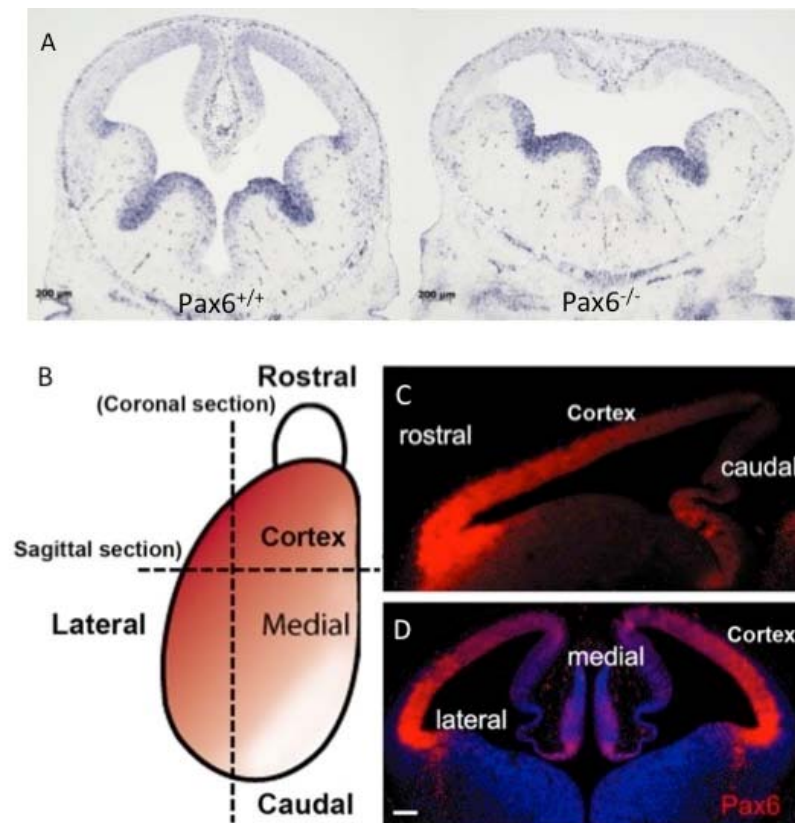 A
200 µm
Pax6+/+
200 µm
Pax6-/-
B
Rostral
(Coronal section)
Cortex
Sagittal section)
Lateral
Medial
Caudal
C
Cortex
rostral
caudal
D
Cortex
medial
lateral
Pax6